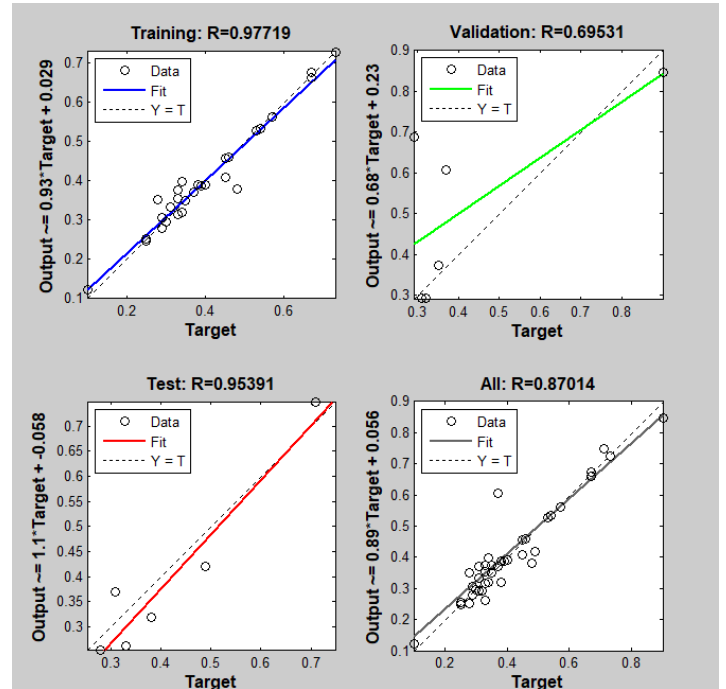 Training: R=0.97719
Output ~= 0.93*Target + 0.029
0.7
0.6
0.5
0.4
0.3
0.2
0.1
Data
Fit
Y = T
0.2
0.4
0.6
Target
Validation: R=0.69531
Output ~= 0.68*Target + 0.23
0.9
0.8
0.7
0.6
0.5
0.4
0.3
Data
Fit
Y = T
0.3
0.4
0.5
0.6
0.7
0.8
0.9
Target
Test: R=0.95391
Output ~= 1.1*Target + -0.058
0.7
0.65
0.6
0.55
0.5
0.45
0.4
0.35
0.3
Data
Fit
Y = T
0.3
0.4
0.5
0.6
0.7
Target
All: R=0.87014
Output ~= 0.89*Target + 0.056
0.9
0.8
0.7
0.6
0.5
0.4
0.3
0.2
0.1
Data
Fit
Y = T
0.2
0.4
0.6
0.8
Target